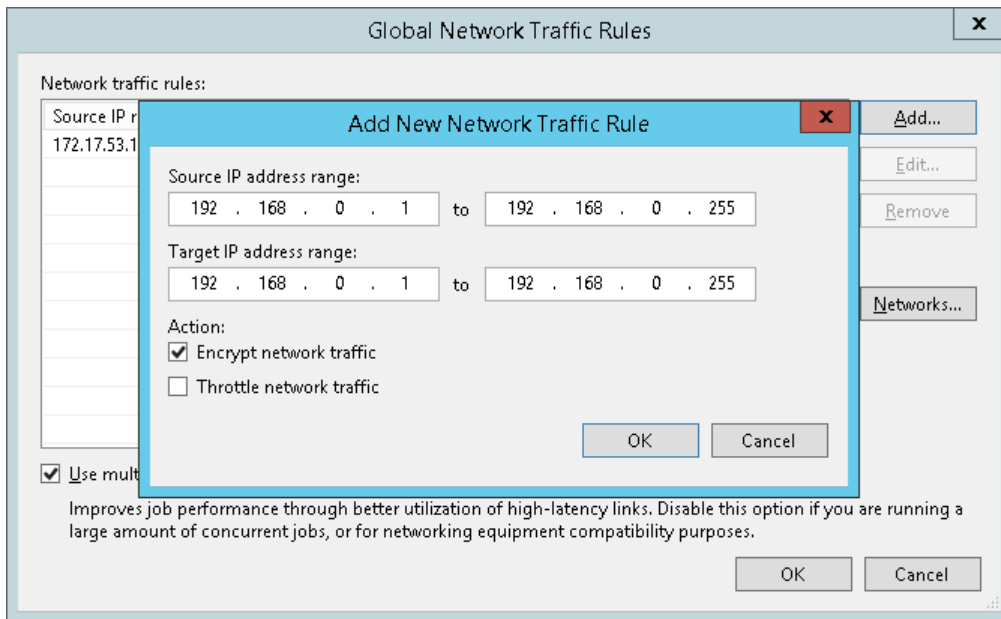 Global Network Traffic Rules
x
Network traffic rules:
Source IP r
172.17.53.1
Add...
Edit...
Remove
Networks...
Add New Network Traffic Rule
x
Source IP address range:
192 . 168 . 0 . 1 to 192 . 168 . 0 . 255
Target IP address range:
192 . 168 . 0 . 1 to 192 . 168 . 0 . 255
Action:
Encrypt network traffic
Throttle network traffic
OK Cancel
Use mult
Improves job performance through better utilization of high-latency links. Disable this option if you are running a
large amount of concurrent jobs, or for networking equipment compatibility purposes.
OK Cancel